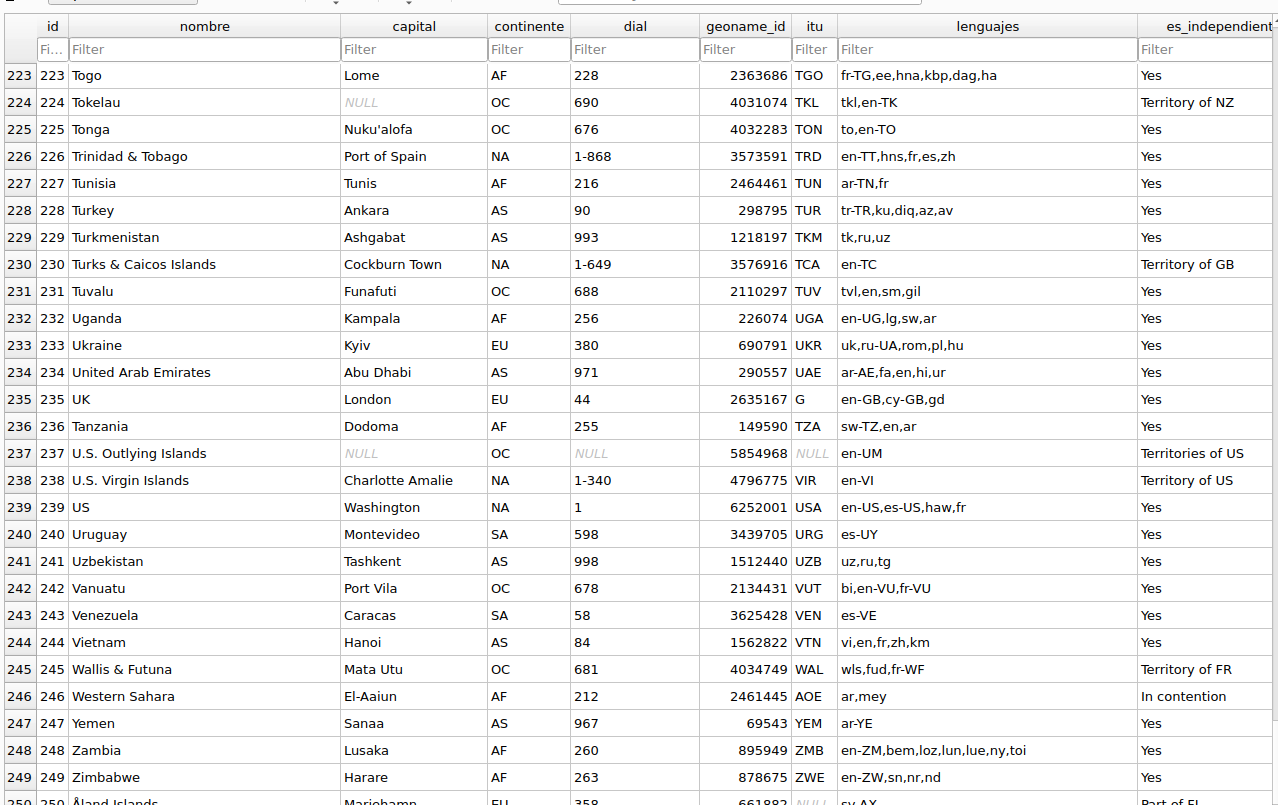 id nombre capital continente dial geoname_id itu lenguajes es_independient
Fi... Filter Filter Filter Filter Filter Filter Filter Filter
223 223 Togo Lome AF 228 2363686 TGO fr-TG,ee,hna,kbp,dag,ha Yes
224 224 Tokelau NULL OC 690 4031074 TKL tkl,en-TK Territory of NZ
225 225 Tonga Nuku'alofa OC 676 4032283 TON to,en-TO Yes
226 226 Trinidad & Tobago Port of Spain NA 1-868 3573591 TRD en-TT,hns,fr,es,zh Yes
227 227 Tunisia Tunis AF 216 2464461 TUN ar-TN,fr Yes
228 228 Turkey Ankara AS 90 298795 TUR tr-TR,ku,diq,az,av Yes
229 229 Turkmenistan Ashgabat AS 993 1218197 TKM tk,ru,uz Yes
230 230 Turks & Caicos Islands Cockburn Town NA 1-649 3576916 TCA en-TC Territory of GB
231 231 Tuvalu Funafuti OC 688 2110297 TUV tvl,en,sm,gil Yes
232 232 Uganda Kampala AF 256 226074 UGA en-UG,lg,sw,ar Yes
233 233 Ukraine Kyiv EU 380 690791 UKR uk,ru-UA,rom,pl,hu Yes
234 234 United Arab Emirates Abu Dhabi AS 971 290557 UAE ar-AE,fa,en,hi,ur Yes
235 235 UK London EU 44 2635167 G en-GB,cy-GB,gd Yes
236 236 Tanzania Dodoma AF 255 149590 TZA sw-TZ,en,ar Yes
237 237 U.S. Outlying Islands NULL OC NULL 5854968 NULL en-UM Territories of US
238 238 U.S. Virgin Islands Charlotte Amalie NA 1-340 4796775 VIR en-VI Territory of US
239 239 US Washington NA 1 6252001 USA en-US,es-US,haw,fr Yes
240 240 Uruguay Montevideo SA 598 3439705 URG es-UY Yes
241 241 Uzbekistan Tashkent AS 998 1512440 UZB uz,ru,tg Yes
242 242 Vanuatu Port Vila OC 678 2134431 VUT bi,en-VU,fr-VU Yes
243 243 Venezuela Caracas SA 58 3625428 VEN es-VE Yes
244 244 Vietnam Hanoi AS 84 1562822 VTN vi,en,fr,zh,km Yes
245 245 Wallis & Futuna Mata Utu OC 681 4034749 WAL wls,fud,fr-WF Territory of FR
246 246 Western Sahara El-Aaiun AF 212 2461445 AOE ar,mey In contention
247 247 Yemen Sanaa AS 967 69543 YEM ar-YE Yes
248 248 Zambia Lusaka AF 260 895949 ZMB en-ZM,bem,loz,lun,lue,ny,toi Yes
249 249 Zimbabwe Harare AF 263 878675 ZWE en-ZW,sn,nr,nd Yes
250 250 Åland Islands Mariehamn EU 358 661882 NULL sv-AX Part of FI